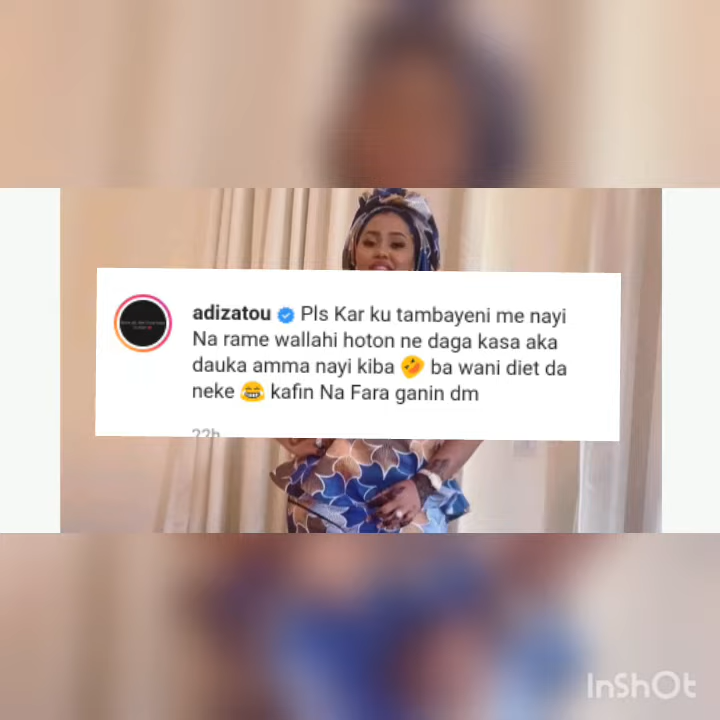 adizatou Pls Kar ku tambayeni me nayi
Na rame wallahi hoton ne daga kasa aka
dauka amma nayi kiba 🤣 ba wani diet da
neke 😂 kafin Na Fara ganin dm
22h
InShOt